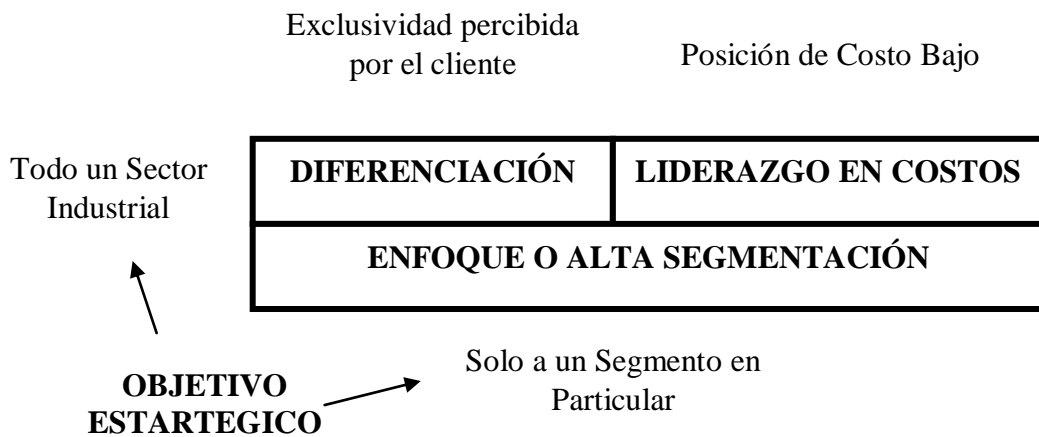 Exclusividad percibida
por el cliente
Posición de Costo Bajo
Todo un Sector
Industrial
DIFERENCIACIÓN
LIDERAZGO EN COSTOS
ENFOQUE O ALTA SEGMENTACIÓN
Solo a un Segmento en
Particular
OBJETIVO
ESTARTEGICO